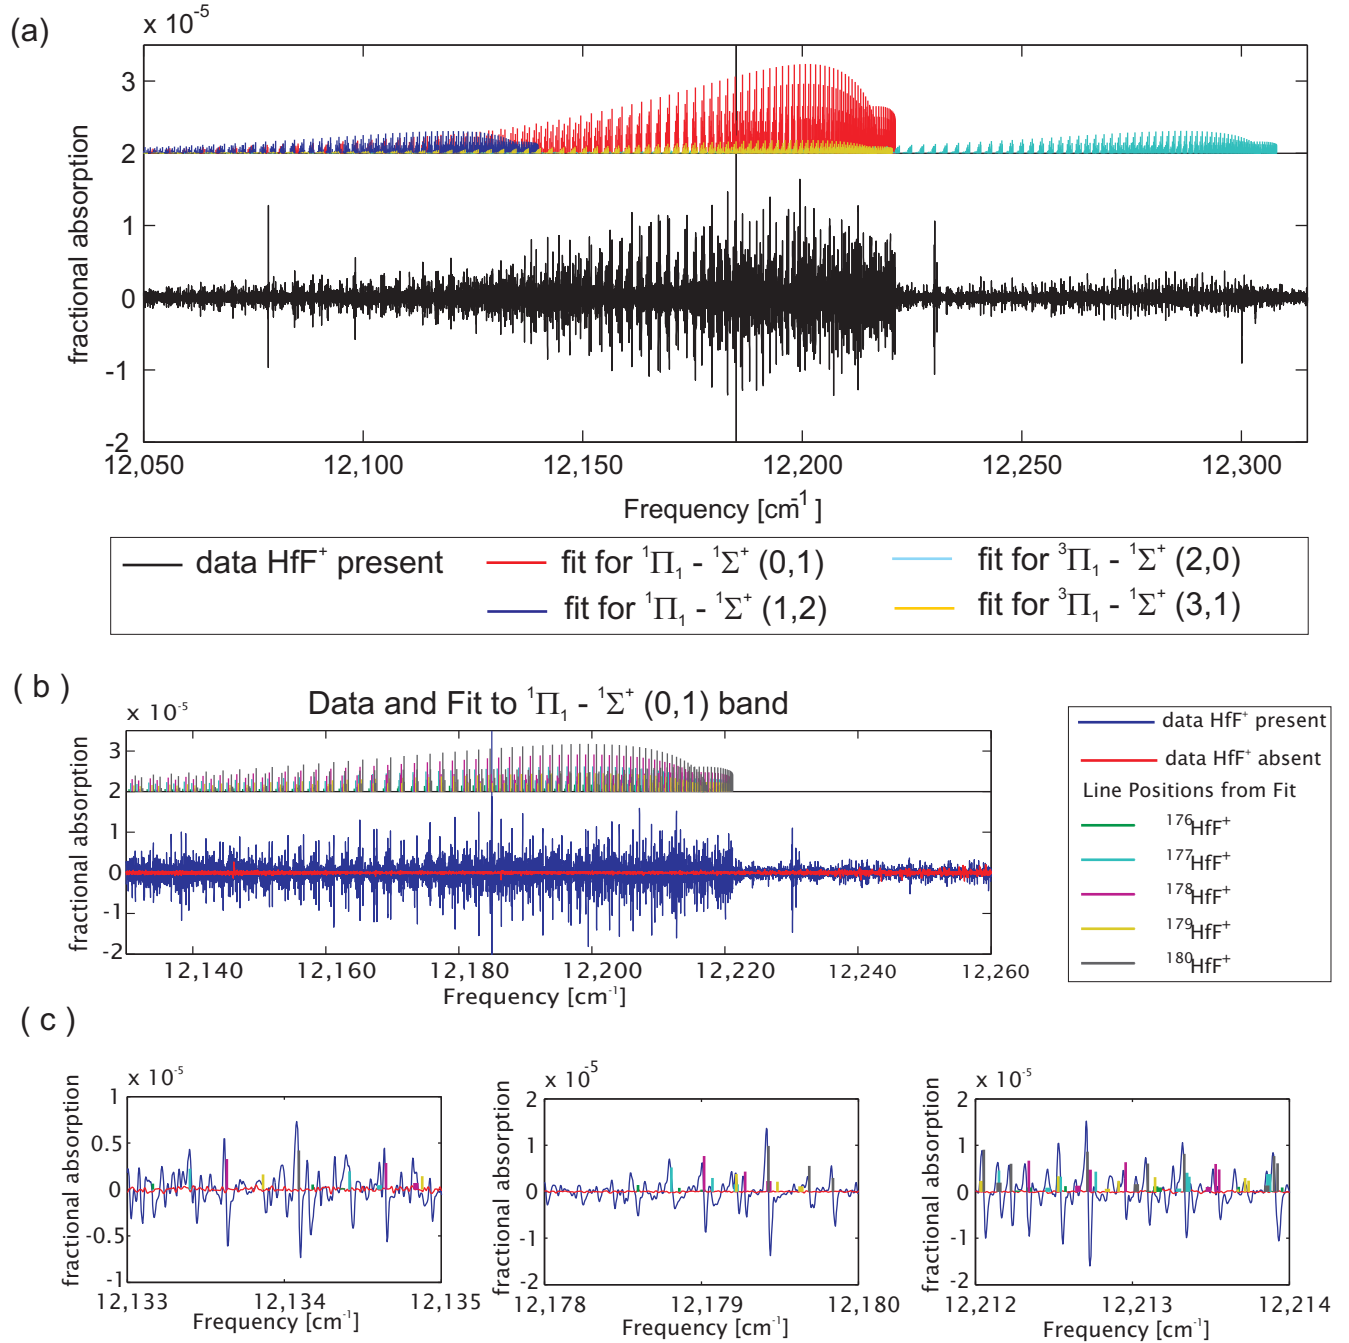 (a)
x 10⁻⁵
3
2
1
0
-1
-2
fractional absorption
12,050 12,100 12,150 12,200 12,250 12,300
Frequency [cm⁻¹ ]
data HfF⁺ present
fit for ¹Π₁ - ¹Σ⁺ (0,1)
fit for ³Π₁ - ¹Σ⁺ (2,0)
fit for ¹Π₁ - ¹Σ⁺ (1,2)
fit for ³Π₁ - ¹Σ⁺ (3,1)
( b )
Data and Fit to ¹Π₁ - ¹Σ⁺ (0,1) band
x 10⁻⁵
3
2
1
0
-1
-2
fractional absorption
12,140 12,160 12,180 12,200 12,220 12,240 12,260
Frequency [cm⁻¹]
data HfF⁺ present
data HfF⁺ absent
Line Positions from Fit
¹⁷⁶HfF⁺
¹⁷⁷HfF⁺
¹⁷⁸HfF⁺
¹⁷⁹HfF⁺
¹⁸⁰HfF⁺
( c )
x 10⁻⁵
1
0.5
0
-0.5
-1
fractional absorption
12,133 12,134 12,135
Frequency [cm⁻¹]
x 10⁻⁵
2
1
0
-1
-2
fractional absorption
12,178 12,179 12,180
Frequency [cm⁻¹]
x 10⁻⁵
2
1
0
-1
-2
fractional absorption
12,212 12,213 12,214
Frequency [cm⁻¹]